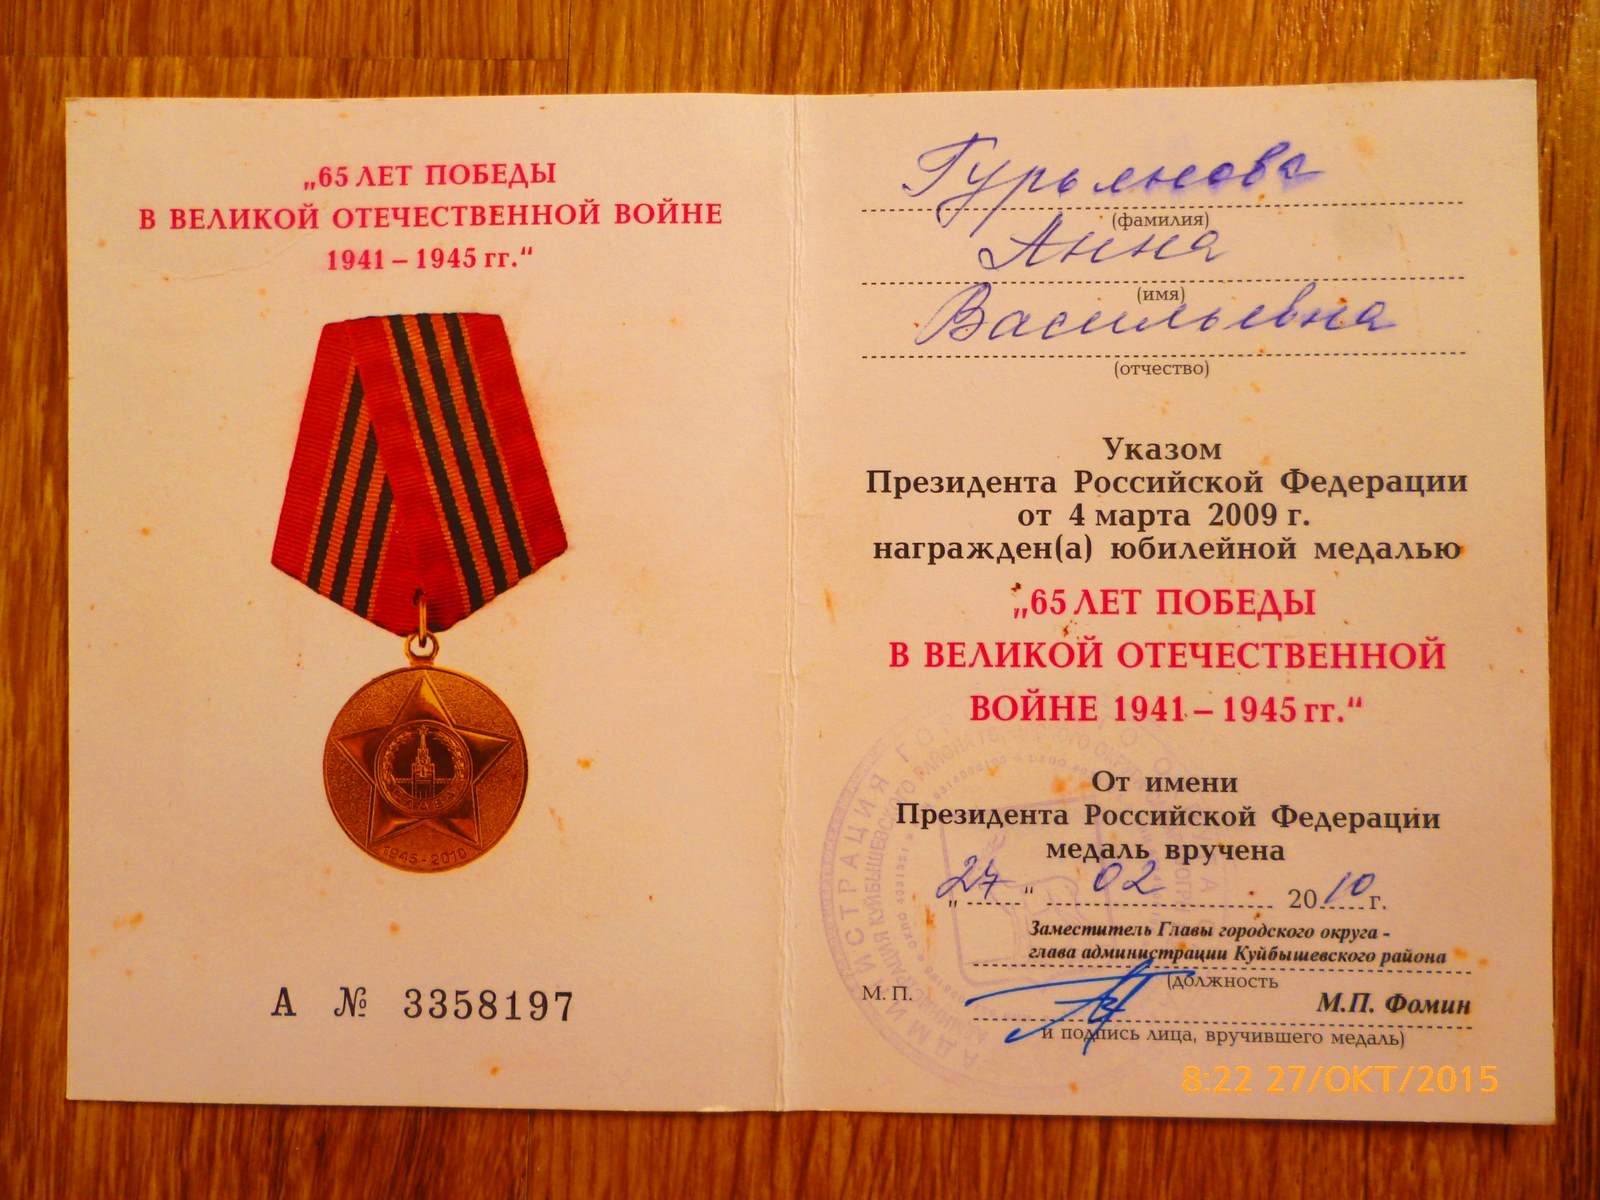 „65 ЛЕТ ПОБЕДЫ
В ВЕЛИКОЙ ОТЕЧЕСТВЕННОЙ ВОЙНЕ
1941 – 1945 гг.“
1945-2010
А № 3358197
Гурьянова
(фамилия)
Анна
(имя)
Васильевна
(отчество)
Указом
Президента Российской Федерации
от 4 марта 2009 г.
награжден(а) юбилейной медалью
„65 ЛЕТ ПОБЕДЫ
В ВЕЛИКОЙ ОТЕЧЕСТВЕННОЙ
ВОЙНЕ 1941 – 1945 гг.“
От имени
Президента Российской Федерации
медаль вручена
„27“ 02 2010 г.
Заместитель Главы городского округа -
глава администрации Куйбышевского района
(должность
М.П. М.П. Фомин
и подпись лица, вручившего медаль)
8:22 27/ОКТ/2015